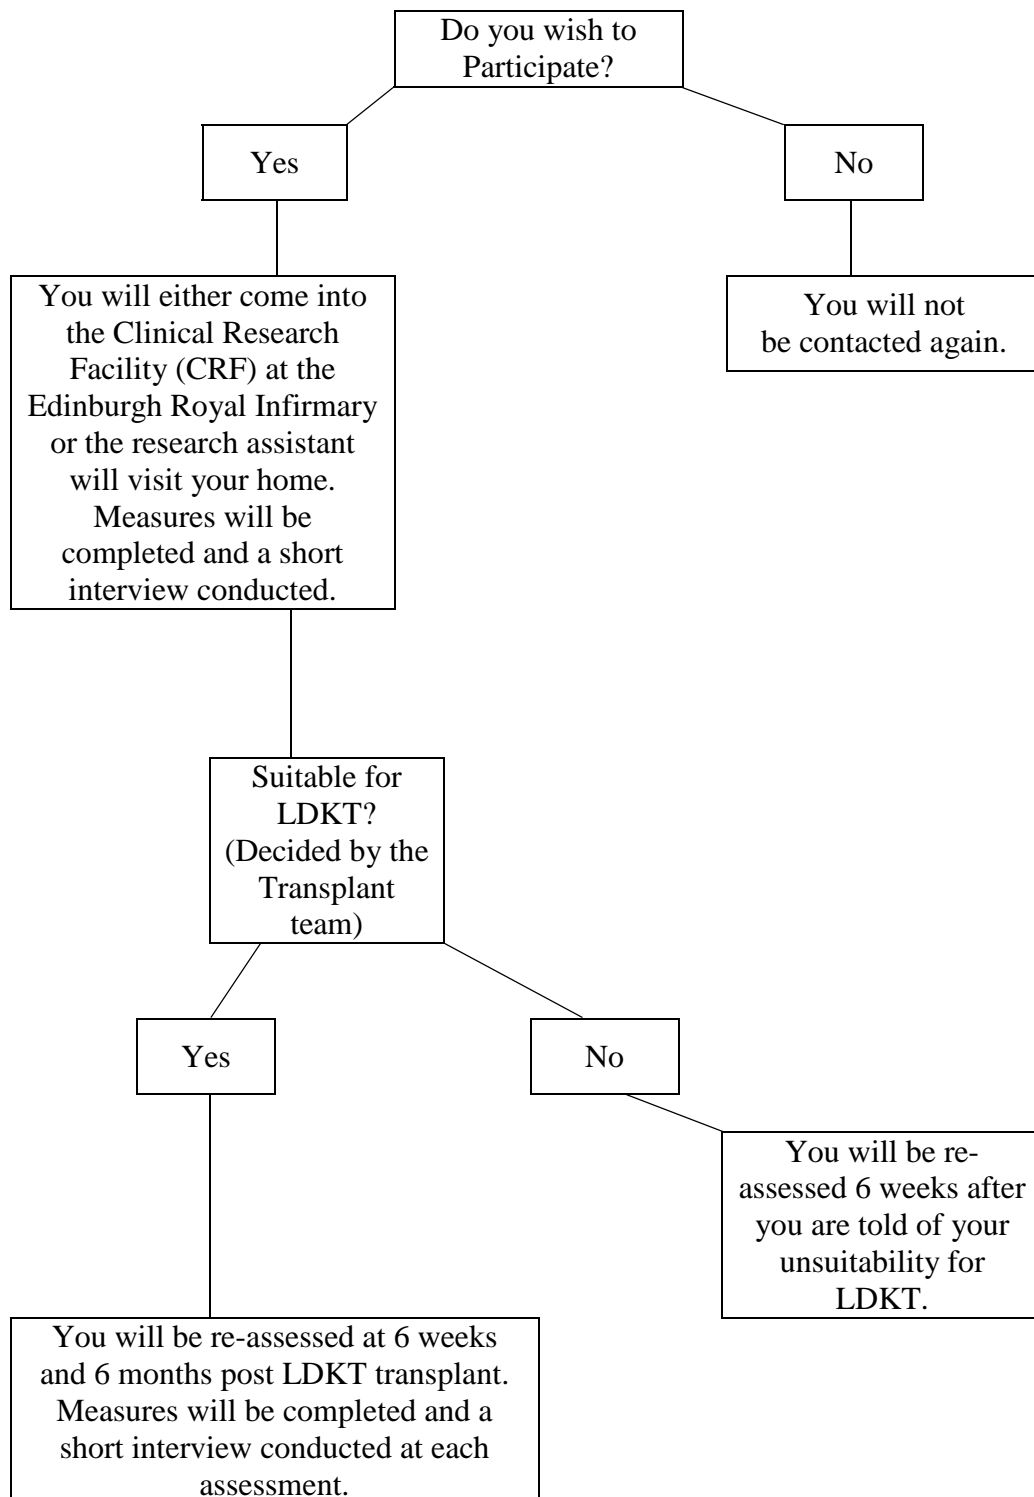 Do you wish to
Participate?
Yes
No
You will either come into
the Clinical Research
Facility (CRF) at the
Edinburgh Royal Infirmary
or the research assistant
will visit your home.
Measures will be
completed and a short
interview conducted.
You will not
be contacted again.
Suitable for
LDKT?
(Decided by the
Transplant
team)
Yes
No
You will be re-
assessed 6 weeks after
you are told of your
unsuitability for
LDKT.
You will be re-assessed at 6 weeks
and 6 months post LDKT transplant.
Measures will be completed and a
short interview conducted at each
assessment.